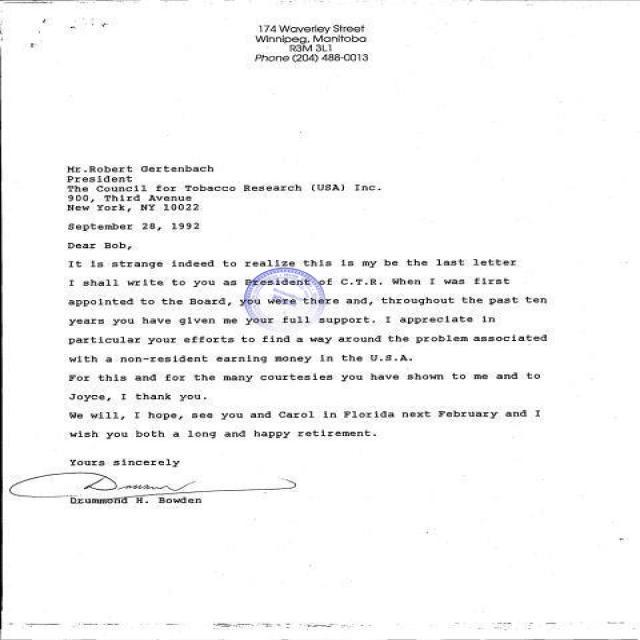 174 Waverley Street
Winnipeg, Manitoba
R3M 3L1
Phone (204) 488-0013
Mr.Robert Gertenbach
President
The Council for Tobacco Research (USA) Inc.
900, Third Avenue
New York, NY 10022
September 28, 1992
Dear Bob,
It is strange indeed to realize this is my be the last letter
I shall write to you as President of C.T.R. When I was first
appointed to the Board, you were there and, throughout the past ten
years you have given me your full support. I appreciate in
particular your efforts to find a way around the problem associated
with a non-resident earning money in the U.S.A.
For this and for the many courtesies you have shown to me and to
Joyce, I thank you.
We will, I hope, see you and Carol in Florida next February and I
wish you both a long and happy retirement.
Yours sincerely
Drummond H. Bowden